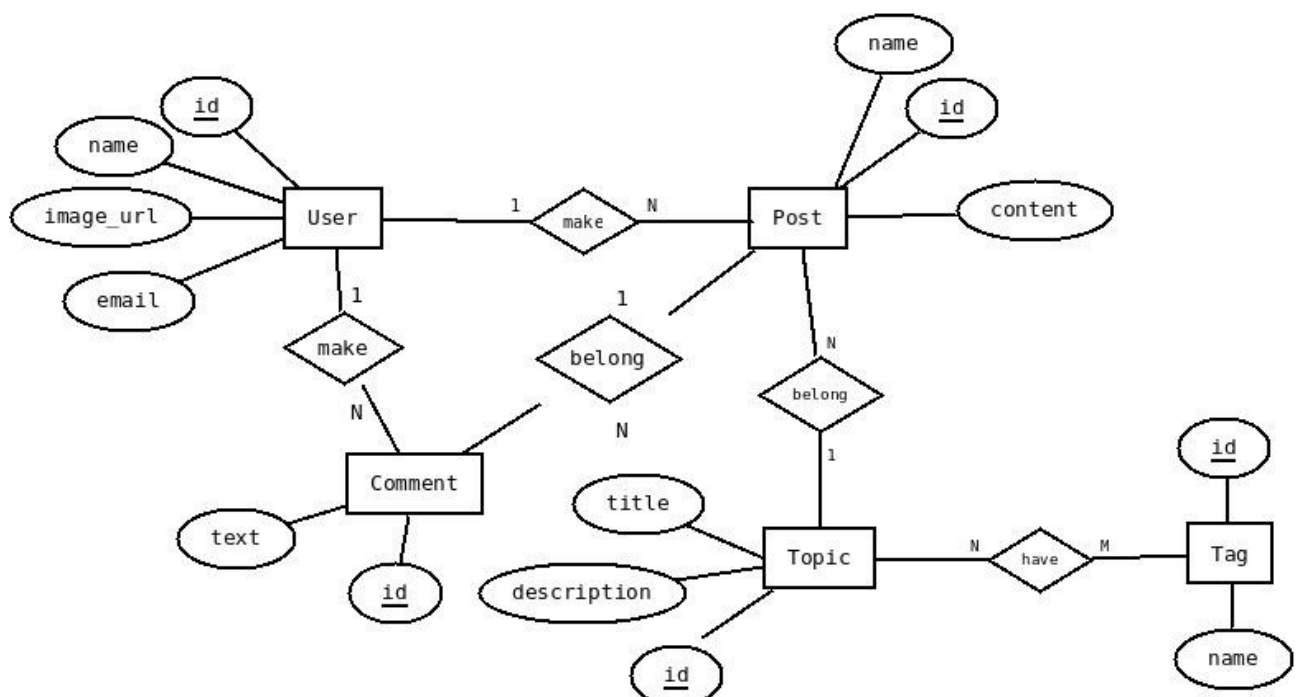 name
id
id
name
image_url
User
1
make
N
Post
content
email
1
1
make
belong
N
belong
N
N
1
id
Comment
title
text
Topic
N
have
M
Tag
description
id
id
name